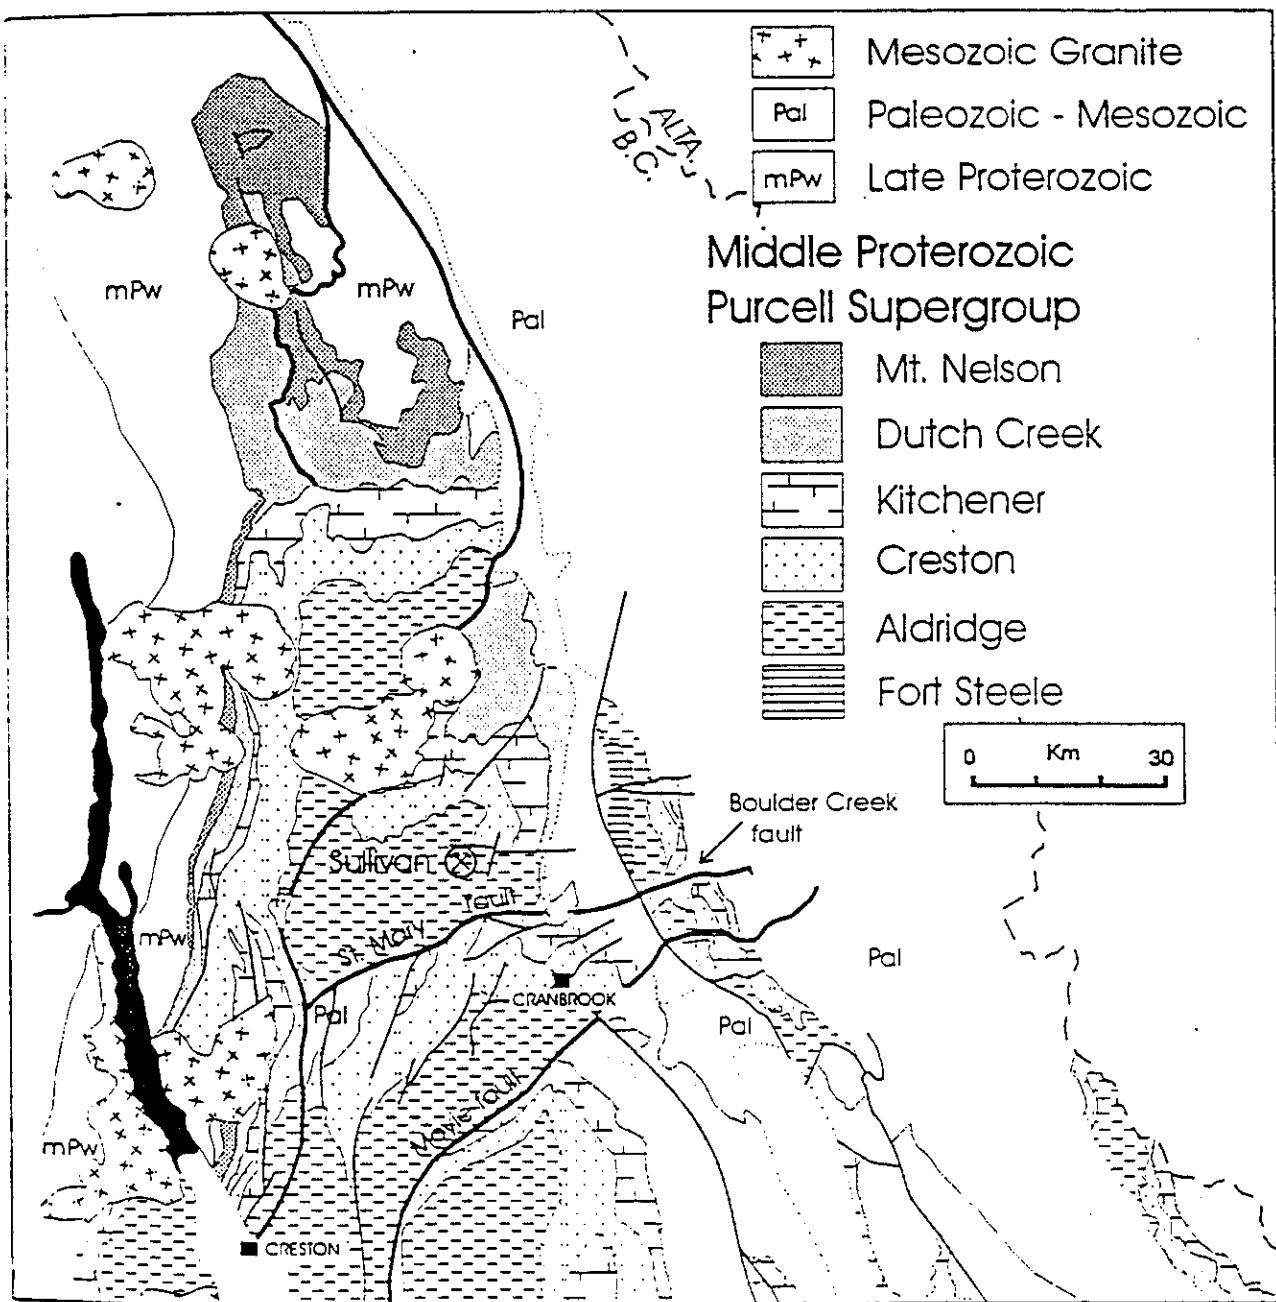 Mesozoic Granite
Pal
Paleozoic - Mesozoic
mPw
Late Proterozoic
ALTA.
B.C.
Middle Proterozoic
Purcell Supergroup
mPw
mPw
Pal
Mt. Nelson
Dutch Creek
Kitchener
Creston
Aldridge
Fort Steele
0 Km 30
Boulder Creek
fault
Sullivan
St. Mary fault
mPw
Pal
CRANBROOK
Pal
Pal
Moyie fault
mPw
CRESTON